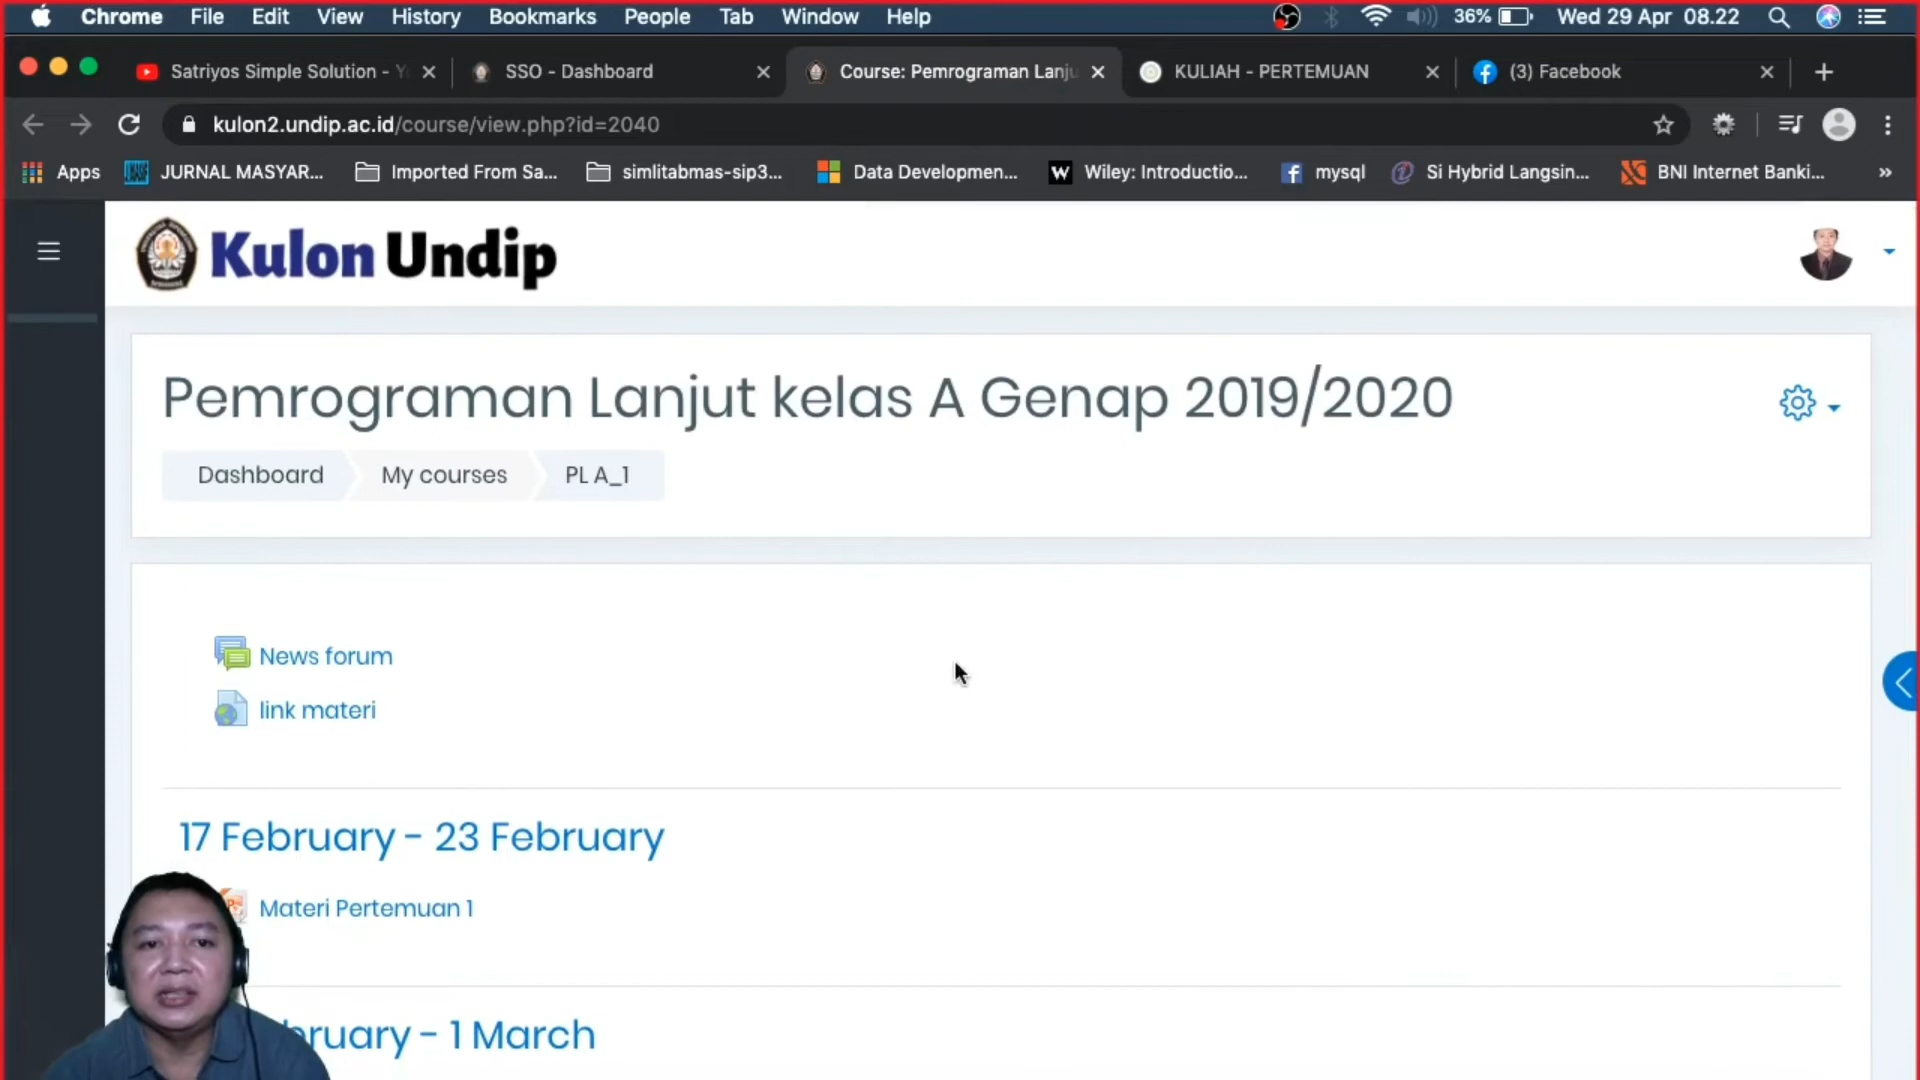 Chrome File Edit View History Bookmarks People Tab Window Help 36% Wed 29 Apr 08.22
Satriyos Simple Solution - SSO - Dashboard Course: Pemrograman Lanju KULIAH - PERTEMUAN (3) Facebook
kulon2.undip.ac.id/course/view.php?id=2040
Apps JURNAL MASYAR... Imported From Sa... simlitabmas-sip3... Data Developmen... Wiley: Introductio... mysql Si Hybrid Langsin... BNI Internet Banki... »
Kulon Undip
Pemrograman Lanjut kelas A Genap 2019/2020
Dashboard My courses PL A_1
News forum
link materi
17 February - 23 February
Materi Pertemuan 1
bruary - 1 March